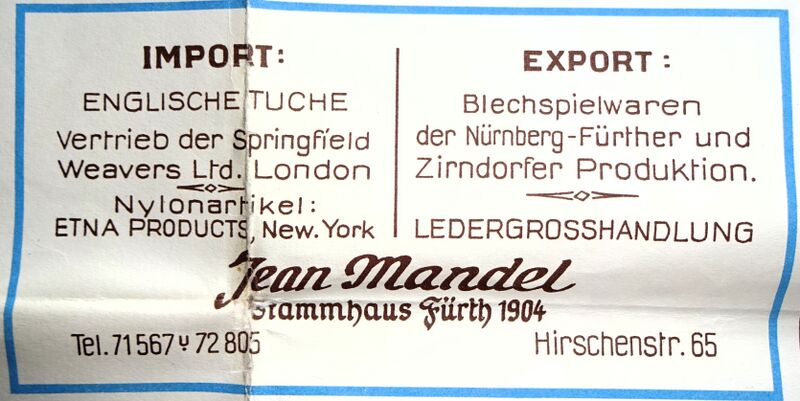 IMPORT:
ENGLISCHE TUCHE
Vertrieb der Springfield
Weavers Ltd. London
Nylonartikel:
ETNA PRODUCTS, New.York
EXPORT:
Blechspielwaren
der Nürnberg-Fürther und
Zirndorfer Produktion.
LEDERGROSSHANDLUNG
Jean Mandel
Stammhaus Fürth 1904
Tel. 71567 u 72805
Hirschenstr. 65